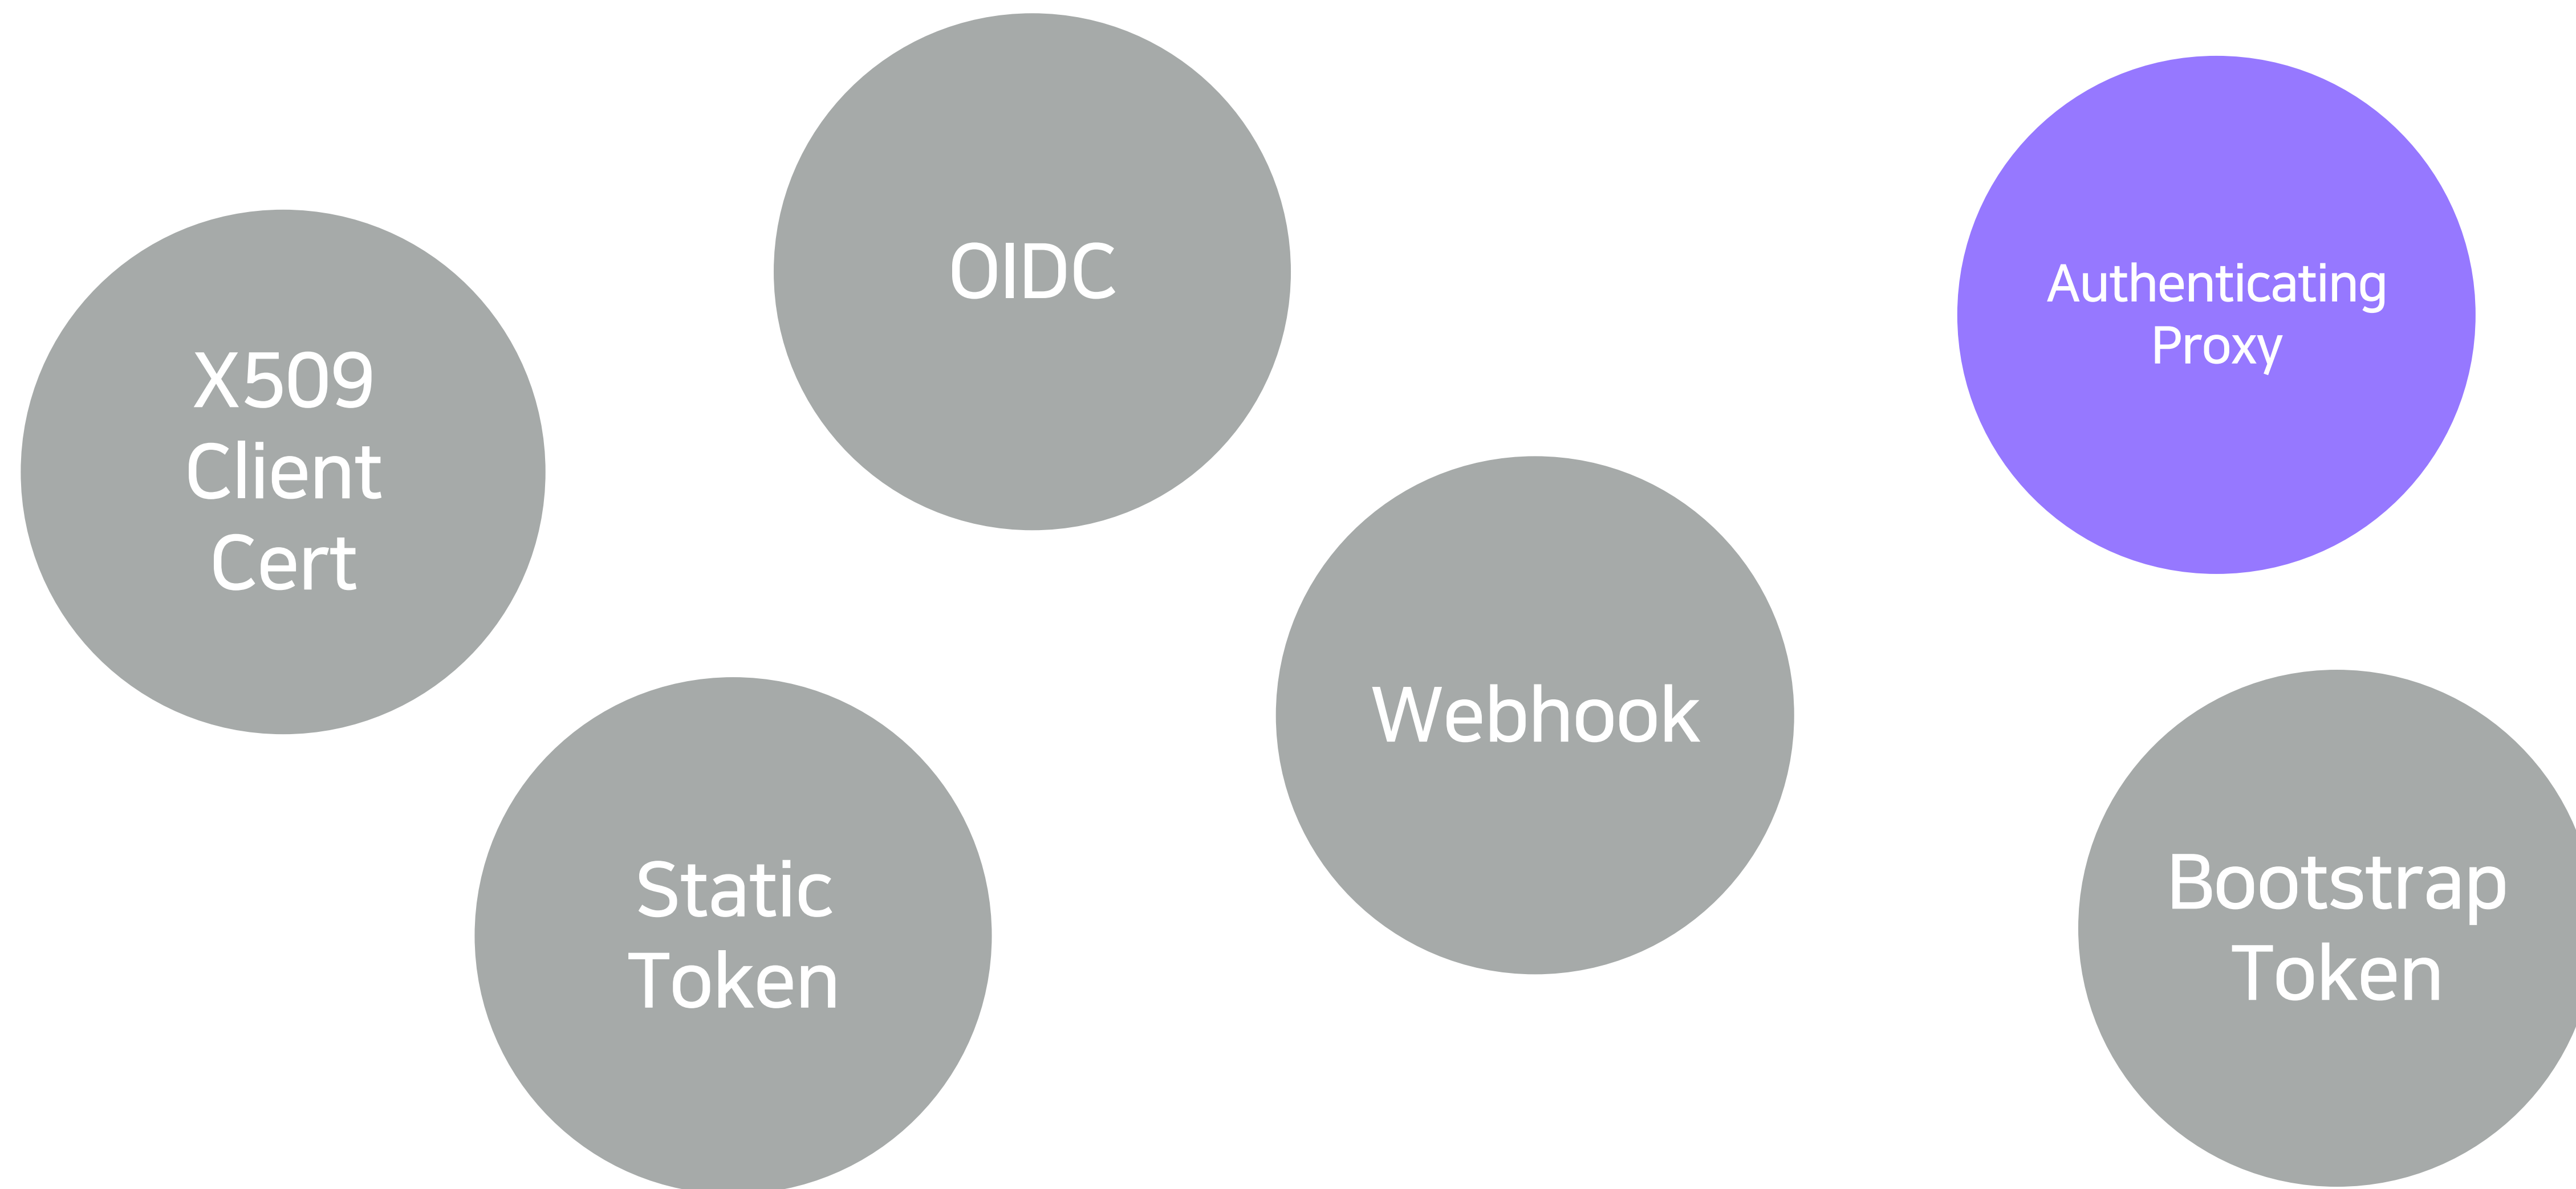 X509
Client
Cert
OIDC
Static
Token
Webhook
Authenticating
Proxy
Bootstrap
Token